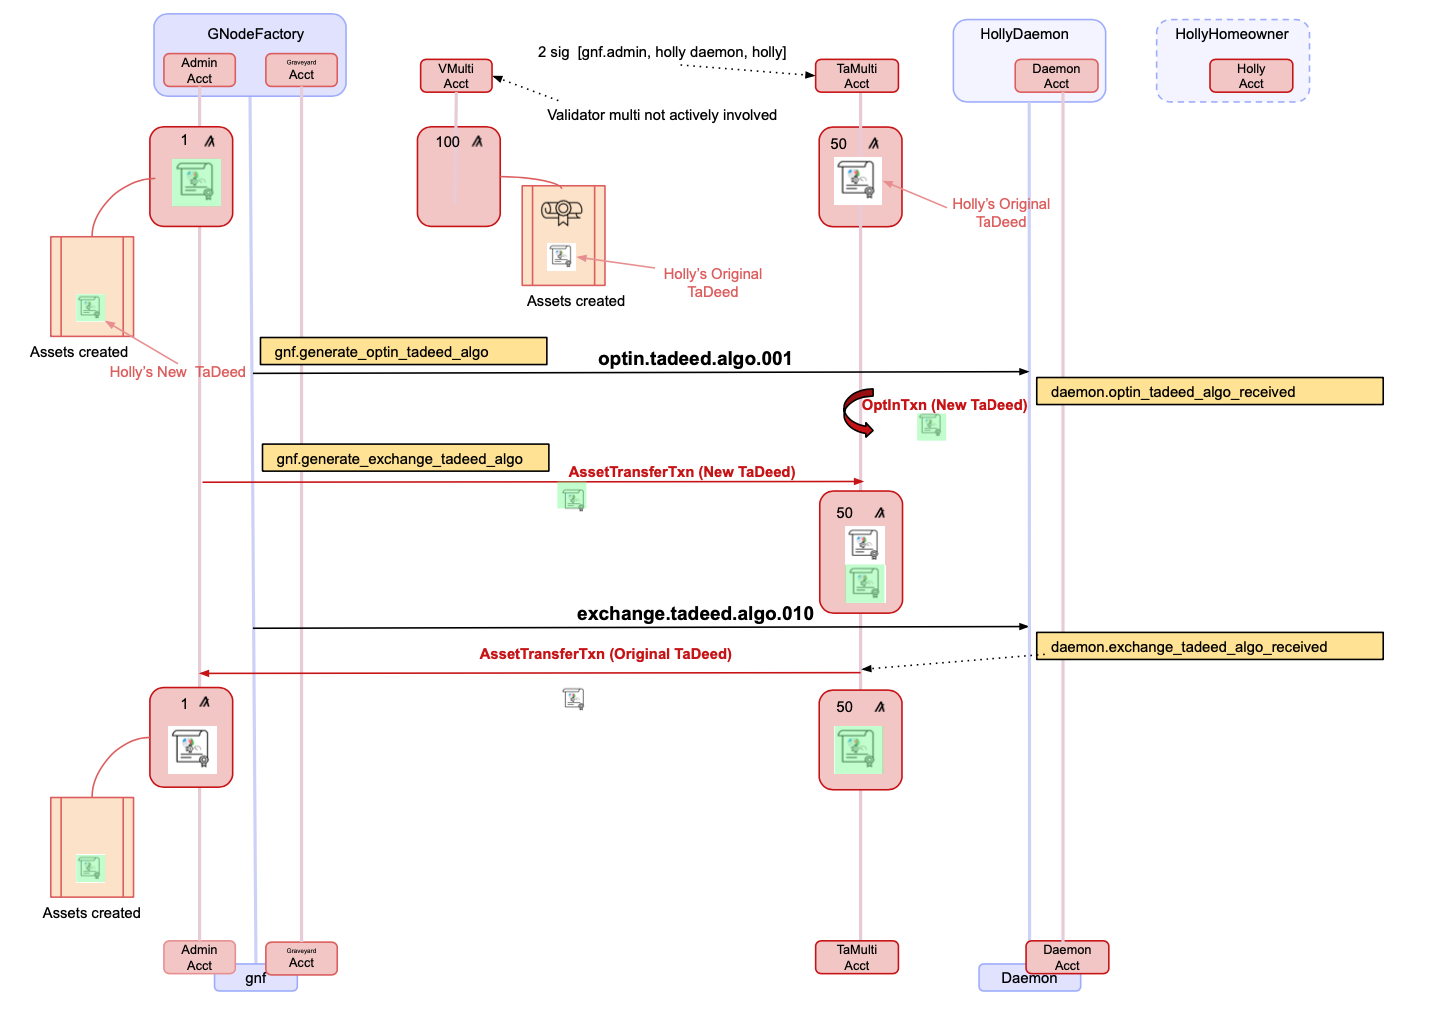 GNodeFactory
Admin
Acct
Graveyard
Acct
VMulti
Acct
2 sig [gnf.admin, holly daemon, holly]
TaMulti
Acct
HollyDaemon
Daemon
Acct
HollyHomeowner
Holly
Acct
Validator multi not actively involved
1
100
50
Holly's Original
TaDeed
Holly's Original
TaDeed
Assets created
Assets created
Holly's New TaDeed
gnf.generate_optin_tadeed_algo
optin.tadeed.algo.001
daemon.optin_tadeed_algo_received
OptInTxn (New TaDeed)
gnf.generate_exchange_tadeed_algo
AssetTransferTxn (New TaDeed)
50
exchange.tadeed.algo.010
daemon.exchange_tadeed_algo_received
AssetTransferTxn (Original TaDeed)
1
50
Assets created
Admin
Acct
Graveyard
Acct
gnf
TaMulti
Acct
Daemon
Acct
Daemon